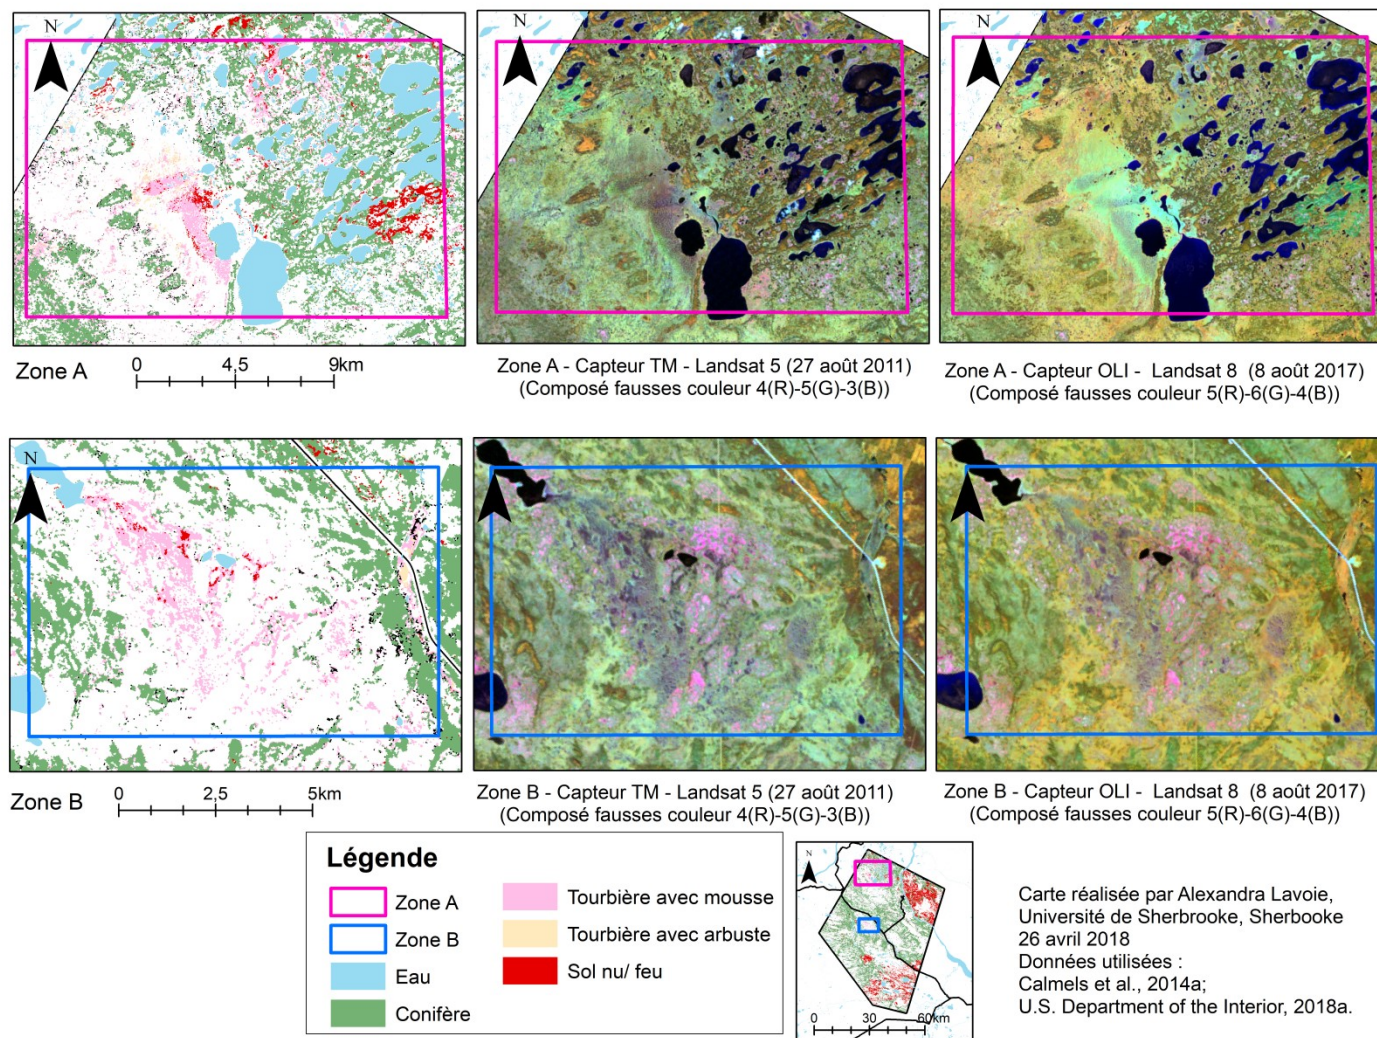 N
N
N
Zone A
0 4,5 9km
Zone A - Capteur TM - Landsat 5 (27 août 2011)
(Composé fausses couleur 4(R)-5(G)-3(B))
Zone A - Capteur OLI - Landsat 8 (8 août 2017)
(Composé fausses couleur 5(R)-6(G)-4(B))
N
N
N
Zone B
0 2,5 5km
Zone B - Capteur TM - Landsat 5 (27 août 2011)
(Composé fausses couleur 4(R)-5(G)-3(B))
Zone B - Capteur OLI - Landsat 8 (8 août 2017)
(Composé fausses couleur 5(R)-6(G)-4(B))
Légende
Zone A
Zone B
Eau
Conifère
Tourbière avec mousse
Tourbière avec arbuste
Sol nu/ feu
N
0 30 60km
Carte réalisée par Alexandra Lavoie,
Université de Sherbrooke, Sherbooke
26 avril 2018
Données utilisées :
Calmels et al., 2014a;
U.S. Department of the Interior, 2018a.